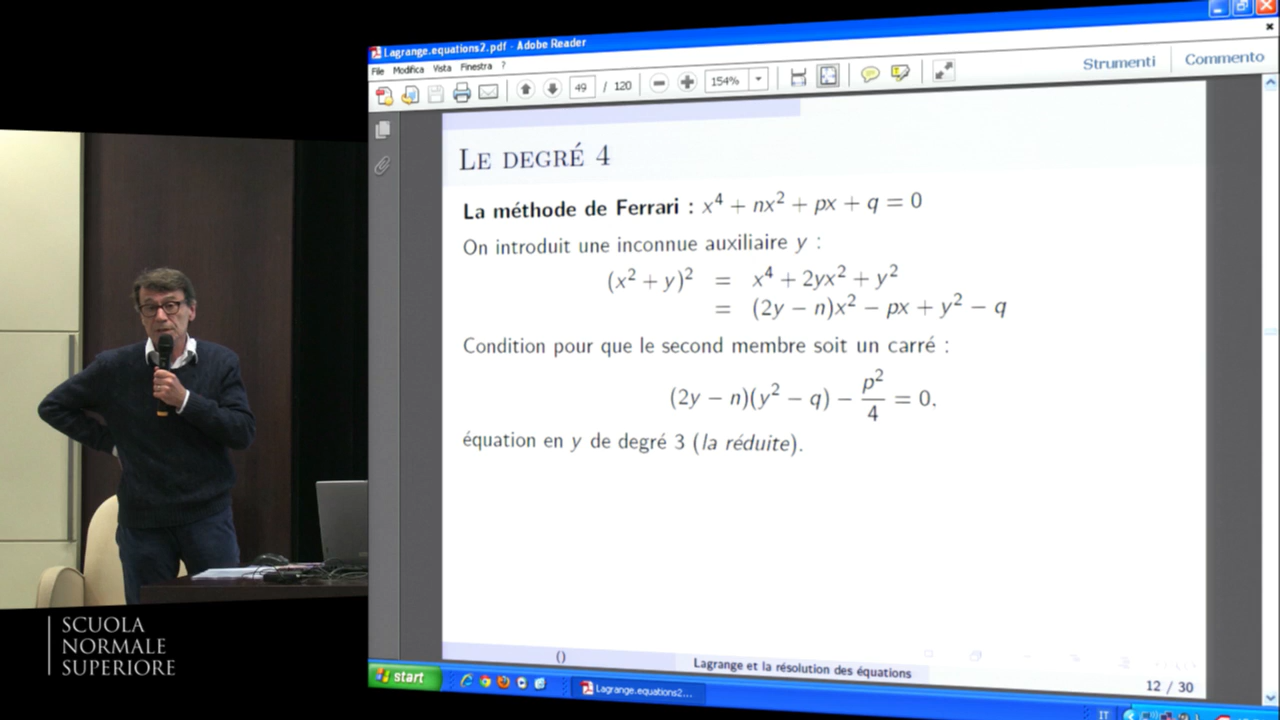 Lagrange.equations2.pdf - Adobe Reader
File Modifica Vista Finestra ?
49 / 120 154% Strumenti Commento
LE DEGRÉ 4
La méthode de Ferrari : x⁴ + nx² + px + q = 0
On introduit une inconnue auxiliaire y :
(x² + y)² = x⁴ + 2yx² + y²
= (2y − n)x² − px + y² − q
Condition pour que le second membre soit un carré :
(2y − n)(y² − q) − p²/4 = 0.
équation en y de degré 3 (la réduite).
()
Lagrange et la résolution des équations
12 / 30
start
Lagrange.equations2...
IT
SCUOLA
NORMALE
SUPERIORE